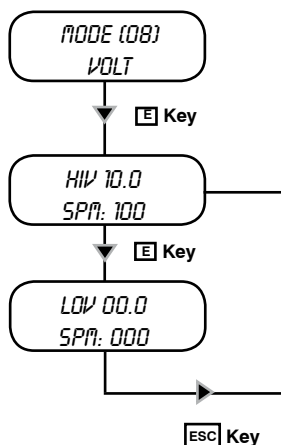 MODE (08)
VOLT
E Key
HIV 10.0
SPM: 100
E Key
LOV 00.0
SPM: 000
ESC Key